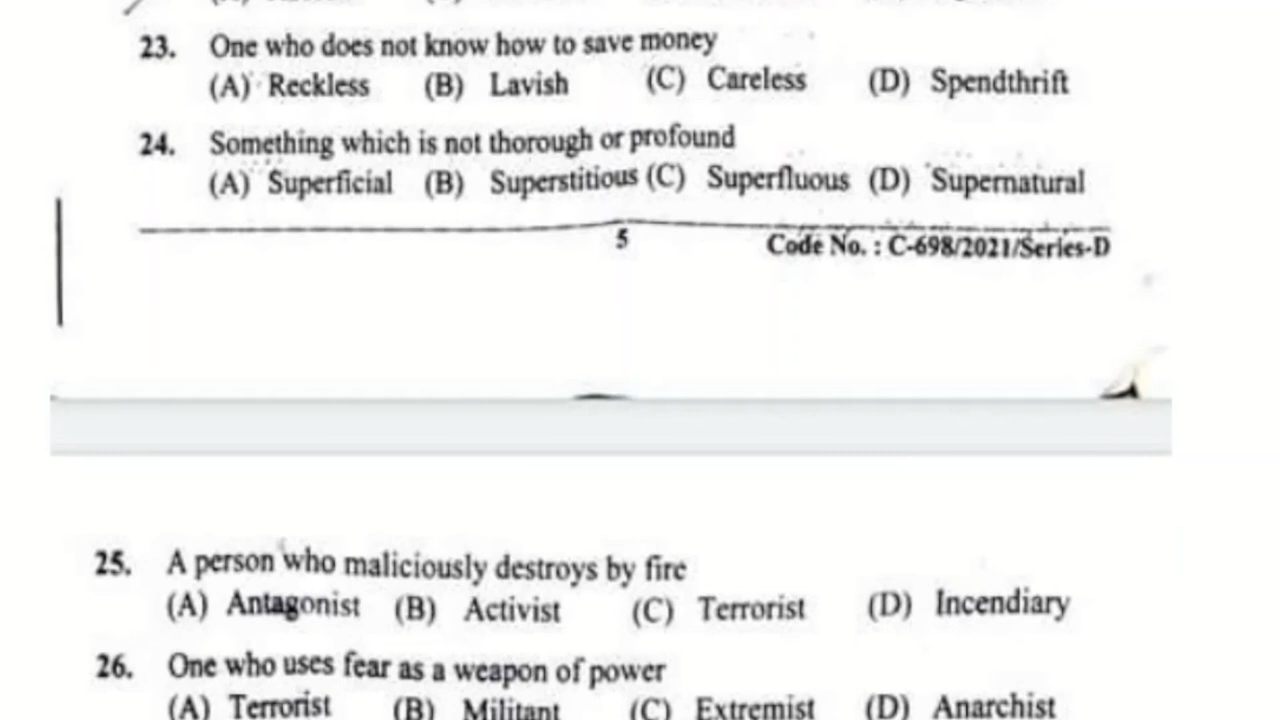 23. One who does not know how to save money
(A) Reckless (B) Lavish (C) Careless (D) Spendthrift
24. Something which is not thorough or profound
(A) Superficial (B) Superstitious (C) Superfluous (D) Supernatural
5 Code No. : C-698/2021/Series-D
25. A person who maliciously destroys by fire
(A) Antagonist (B) Activist (C) Terrorist (D) Incendiary
26. One who uses fear as a weapon of power
(A) Terrorist (B) Militant (C) Extremist (D) Anarchist